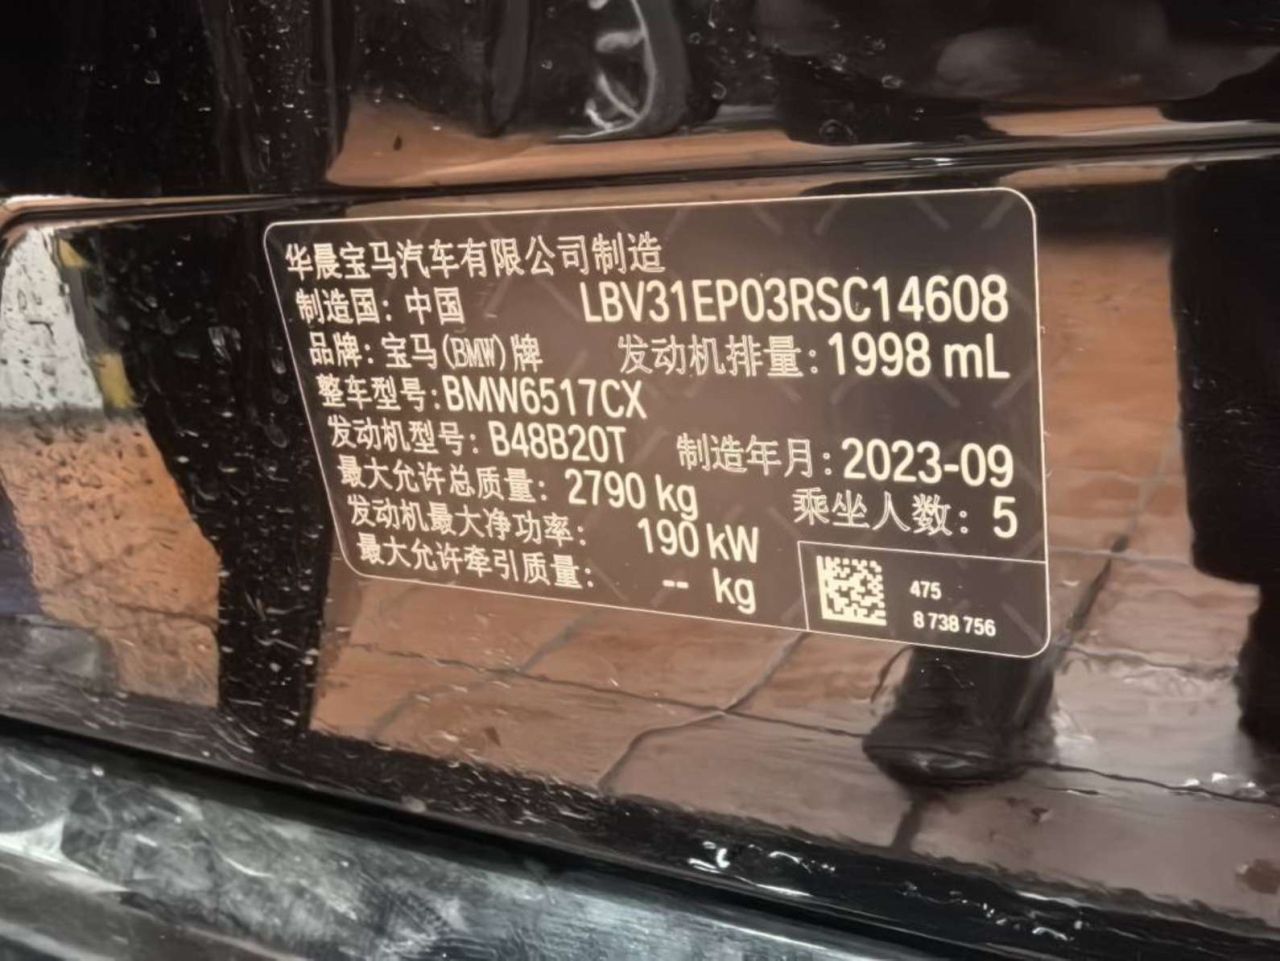 华晨宝马汽车有限公司制造
制造国: 中国 LBV31EP03RSC14608
品牌: 宝马(BMW)牌 发动机排量: 1998 mL
整车型号: BMW6517CX
发动机型号: B48B20T 制造年月: 2023-09
最大允许总质量: 2790 kg 乘坐人数: 5
发动机最大净功率: 190 kW
最大允许牵引质量: -- kg
475
8 738 756